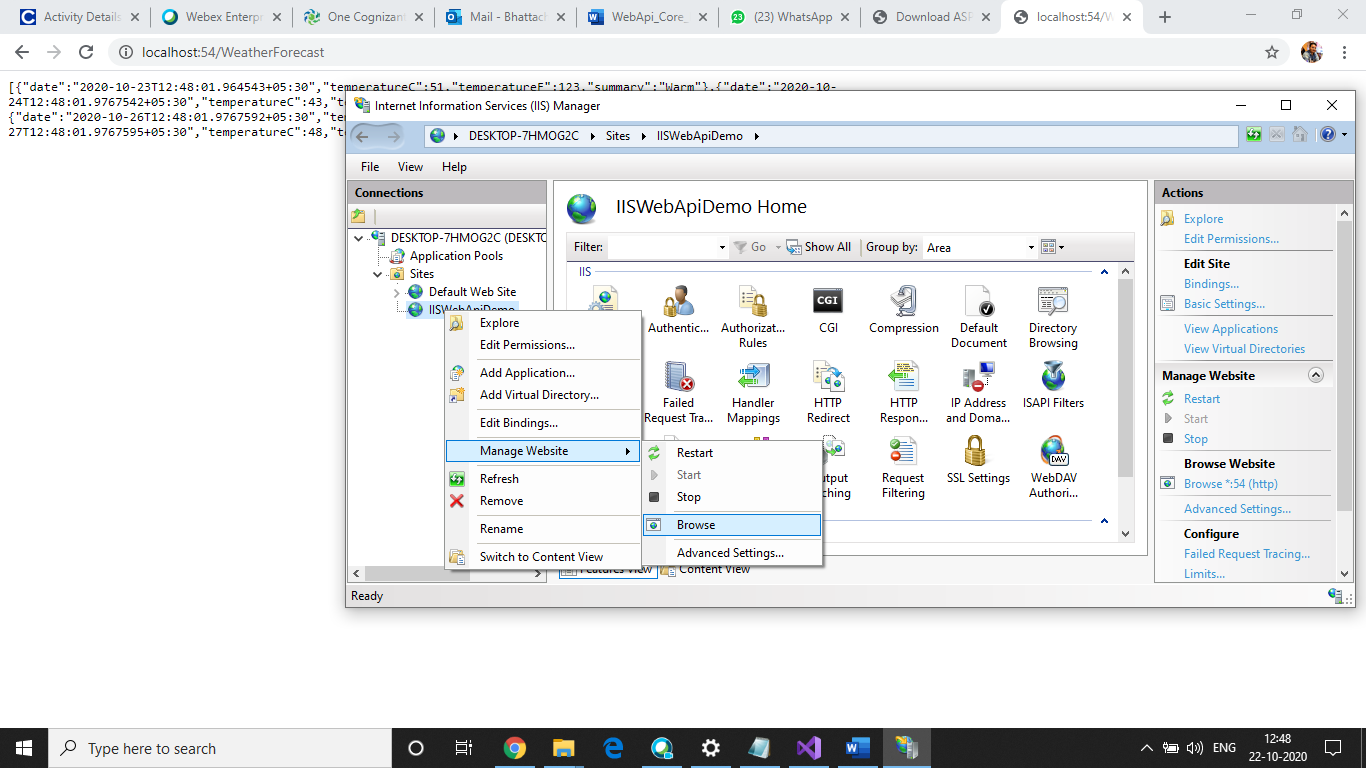 Activity Details
Webex Enterpr
One Cognizan
Mail - Bhattach
WebApi_Core_
(23) WhatsApp
Download ASP
localhost:54/W
localhost:54/WeatherForecast
[{"date":"2020-10-23T12:48:01.964543+05:30","temperatureC":51,"temperatureF":123,"summary":"Warm"},{"date":"2020-10-
24T12:48:01.9767542+05:30","temperatureC":43,"te
{"date":"2020-10-26T12:48:01.9767592+05:30","tem
27T12:48:01.9767595+05:30","temperatureC":48,"te
Internet Information Services (IIS) Manager
DESKTOP-7HMOG2C
Sites
IISWebApiDemo
File View Help
Connections
DESKTOP-7HMOG2C (DESKTO
Application Pools
Sites
Default Web Site
IISWebApiDemo
Explore
Edit Permissions...
Add Application...
Add Virtual Directory...
Edit Bindings...
Manage Website
Refresh
Remove
Rename
Switch to Content View
Restart
Start
Stop
Browse
Advanced Settings...
IISWebApiDemo Home
Filter: Go Show All Group by: Area
IIS
Authentic...
Authorizat...
Rules
CGI
CGI
Compression
Default
Document
Directory
Browsing
Failed
Request Tra...
Handler
Mappings
HTTP
Redirect
HTTP
Respon...
IP Address
and Doma...
ISAPI Filters
utput
ching
Request
Filtering
SSL Settings
DAV
WebDAV
Authori...
Features View
Content View
Actions
Explore
Edit Permissions...
Edit Site
Bindings...
Basic Settings...
View Applications
View Virtual Directories
Manage Website
Restart
Start
Stop
Browse Website
Browse *:54 (http)
Advanced Settings...
Configure
Failed Request Tracing...
Limits...
Ready
Type here to search
ENG
12:48
22-10-2020